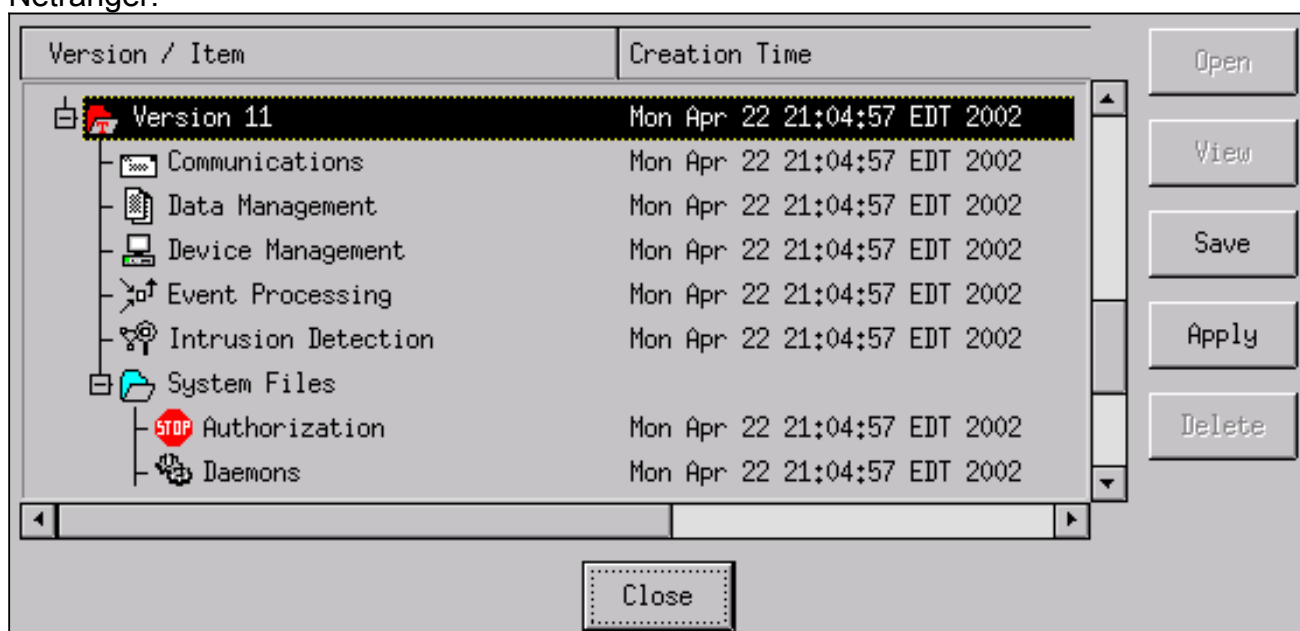 Netranger.
Version / Item Creation Time
Open
Version 11 Mon Apr 22 21:04:57 EDT 2002
Communications Mon Apr 22 21:04:57 EDT 2002
View
Data Management Mon Apr 22 21:04:57 EDT 2002
Device Management Mon Apr 22 21:04:57 EDT 2002
Save
Event Processing Mon Apr 22 21:04:57 EDT 2002
Intrusion Detection Mon Apr 22 21:04:57 EDT 2002
Apply
System Files
STOP Authorization Mon Apr 22 21:04:57 EDT 2002
Delete
Daemons Mon Apr 22 21:04:57 EDT 2002
Close